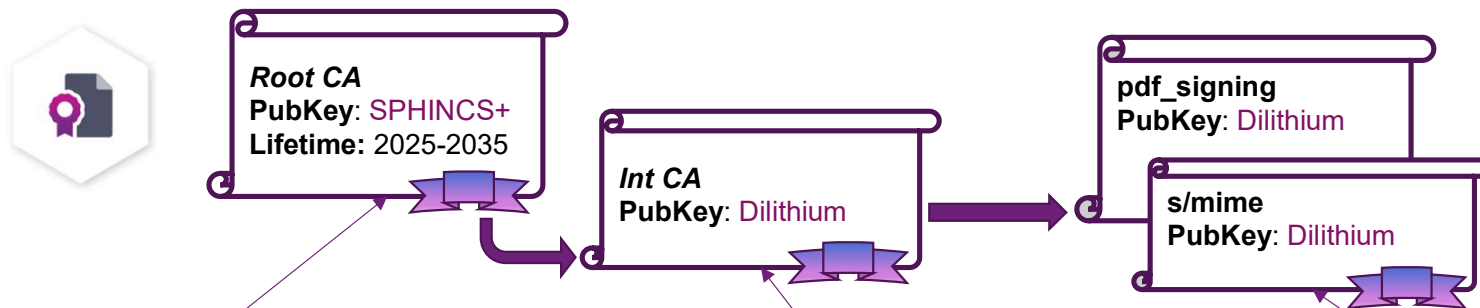 Root CA
PubKey: SPHINCS+
Lifetime: 2025-2035
Int CA
PubKey: Dilithium
pdf_signing
PubKey: Dilithium
s/mime
PubKey: Dilithium